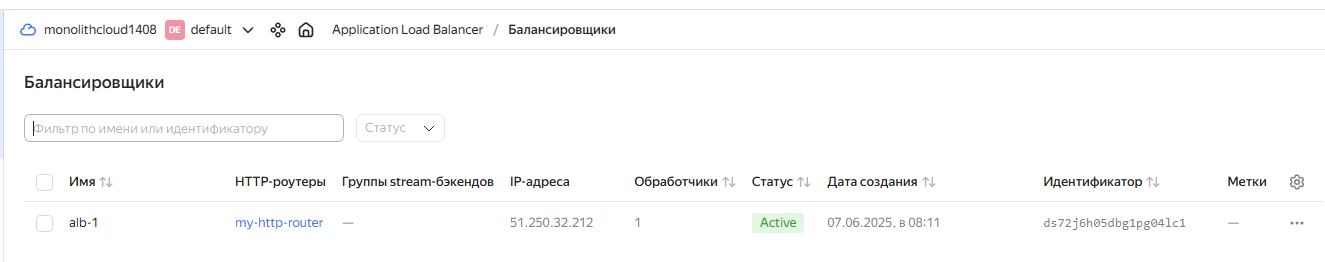 monolithcloud1408 DE default Application Load Balancer / Балансировщики
Балансировщики
Фильтр по имени или идентификатору Статус
Имя HTTP-роутеры Группы stream-бэкендов IP-адреса Обработчики Статус Дата создания Идентификатор Метки
alb-1 my-http-router — 51.250.32.212 1 Active 07.06.2025, в 08:11 ds72j6h05dbg1pg04lc1 —